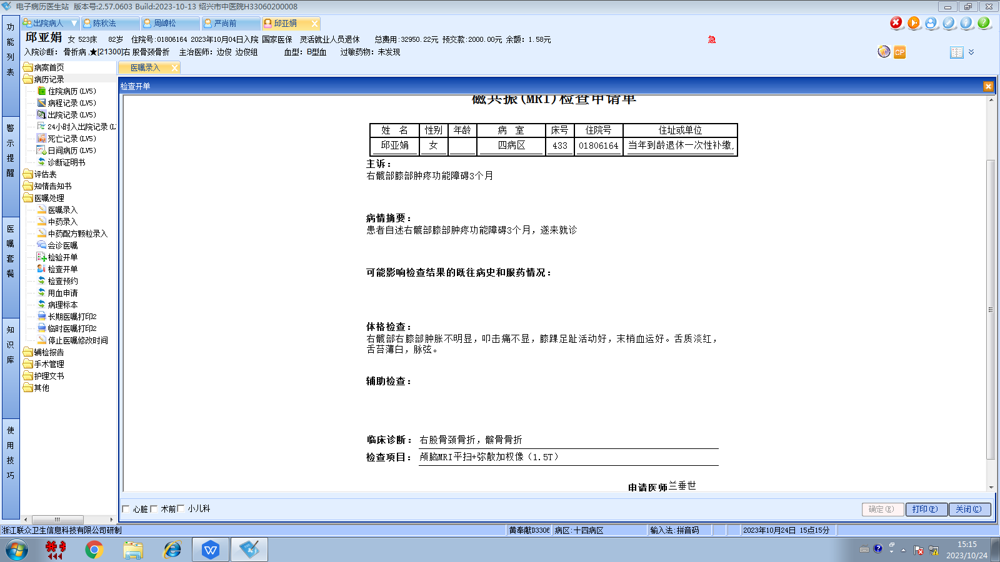 电子病历医生站 版本号:2.57.0603 Build:2023-10-13 绍兴市中医院H33060200008
功能列表
警示提醒
医嘱套餐
知识库
使用技巧
出院病人
陈秋法
周嶂松
严尚前
邱亚娟
邱亚娟 女 523床 82岁 住院号:01806164 2023年10月04日入院 国家医保 灵活就业人员退休 总费用:32950.22元 预交款:2000.00元 余额: 1.58元
急
入院诊断: 骨折病 ,★[21300]右 股骨颈骨折 主治医师: 边俊 边俊组 血型: B型血 过敏药物: 未发现
CP
病案首页
病历记录
住院病历(LV5)
病程记录(LV5)
出院记录(LV5)
24小时入出院记录(L
死亡记录(LV5)
日间病历(LV5)
诊断证明书
评估表
知情告知书
医嘱处理
医嘱录入
中药录入
中药配方颗粒录入
会诊医嘱
检验开单
检查开单
检查预约
用血申请
病理标本
长期医嘱打印2
临时医嘱打印2
停止医嘱修改时间
辅检报告
手术管理
护理文书
其他
医嘱录入
检查开单
磁共振(MRI)检查申请单
姓 名 性别 年龄 病 室 床号 住院号 住址或单位
邱亚娟 女 四病区 433 01806164 当年到龄退休一次性补缴.
主诉:
右髋部膝部肿疼功能障碍3个月
病情摘要:
患者自述右髋部膝部肿疼功能障碍3个月，遂来就诊
可能影响检查结果的既往病史和服药情况:
体格检查:
右髋部右膝部肿胀不明显，叩击痛不显，膝踝足趾活动好，末梢血运好。舌质淡红，
舌苔薄白，脉弦。
辅助检查:
临床诊断: 右股骨颈骨折，髌骨骨折
检查项目: 颅脑MRI平扫+弥散加权像（1.5T）
申请医师 兰垂世
心脏 术前 小儿科
确定(E) 打印(P) 关闭(C)
浙江联众卫生信息科技有限公司研制 黄奉献D3306 病区:十四病区 输入法:拼音码 2023年10月24日 15点15分
15:15
2023/10/24